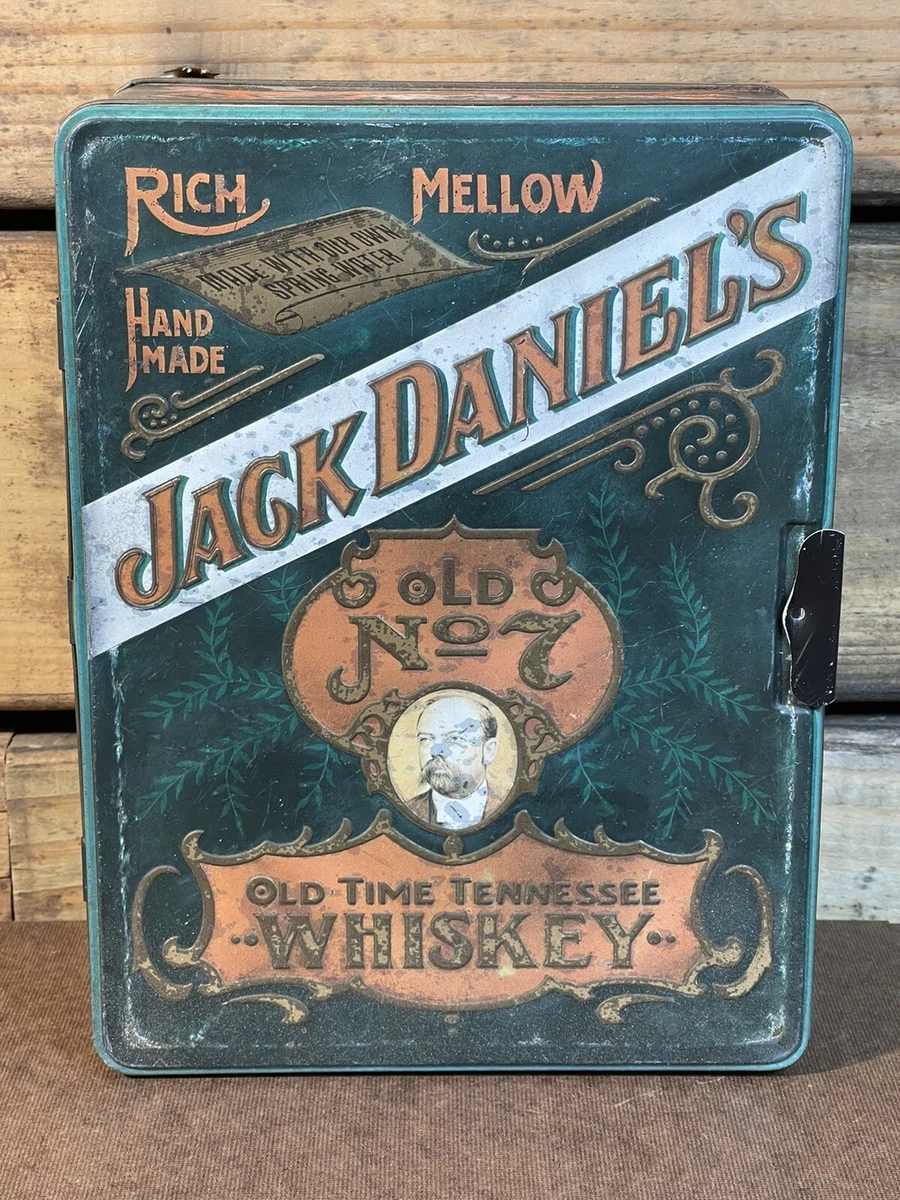 RICH
MELLOW
MADE WITH OUR OWN
SPRING WATER
HAND
MADE
JACK DANIEL'S
OLD
No 7
OLD TIME TENNESSEE
WHISKEY